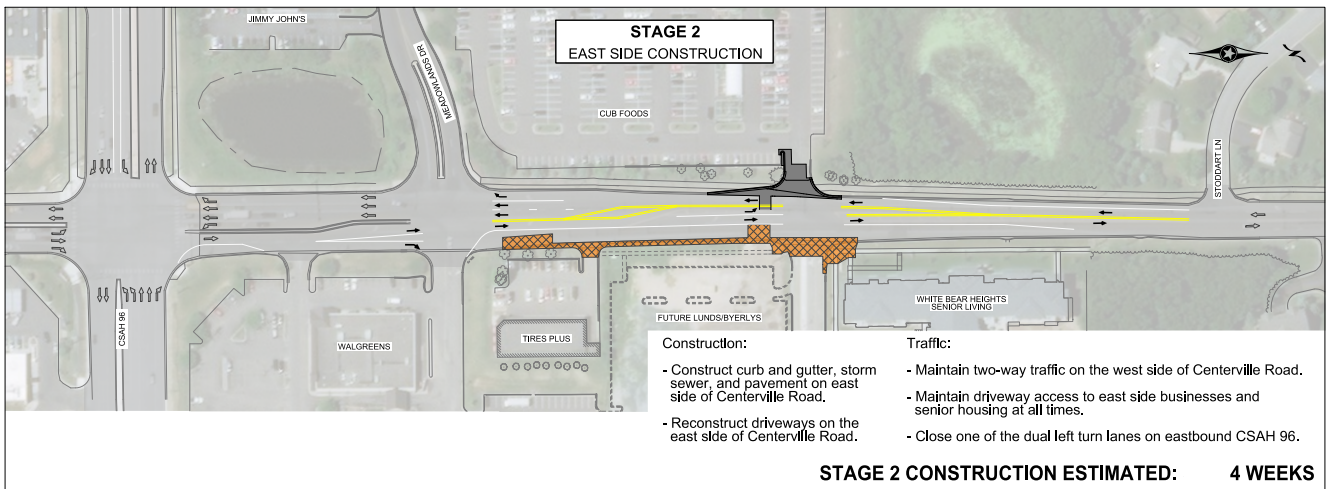 JIMMY JOHN'S
STAGE 2
EAST SIDE CONSTRUCTION
MEADOWLANDS DR
CUB FOODS
STODDART LN
CSAH 96
WALGREENS
TIRES PLUS
FUTURE LUNDS/BYERLYS
WHITE BEAR HEIGHTS
SENIOR LIVING
Construction:
- Construct curb and gutter, storm
sewer, and pavement on east
side of Centerville Road.
- Reconstruct driveways on the
east side of Centerville Road.
Traffic:
- Maintain two-way traffic on the west side of Centerville Road.
- Maintain driveway access to east side businesses and
senior housing at all times.
- Close one of the dual left turn lanes on eastbound CSAH 96.
STAGE 2 CONSTRUCTION ESTIMATED: 4 WEEKS